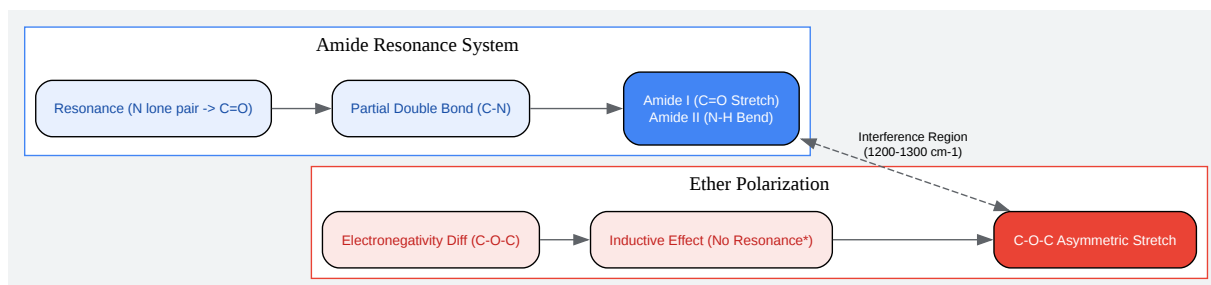 Amide Resonance System
Resonance (N lone pair -> C=O)
Partial Double Bond (C-N)
Amide I (C=O Stretch)
Amide II (N-H Bend)
Interference Region
(1200-1300 cm-1)
Ether Polarization
Electronegativity Diff (C-O-C)
Inductive Effect (No Resonance*)
C-O-C Asymmetric Stretch